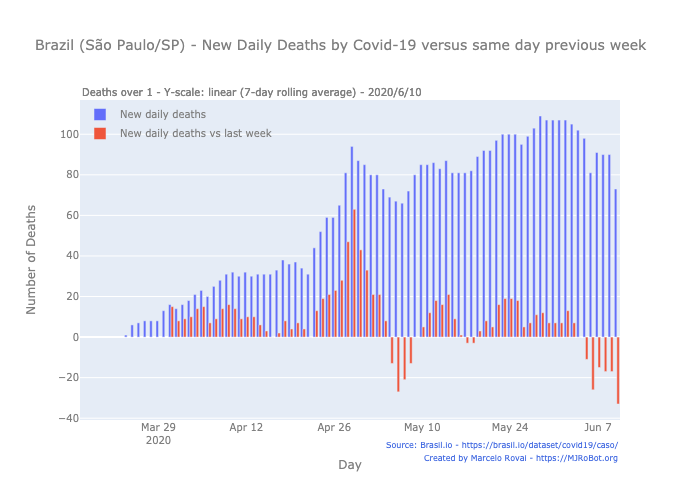 Brazil (São Paulo/SP) - New Daily Deaths by Covid-19 versus same day previous week
Deaths over 1 - Y-scale: linear (7-day rolling average) - 2020/6/10
New daily deaths
New daily deaths vs last week
100
80
60
40
20
0
−20
−40
Number of Deaths
Mar 29
2020
Apr 12
Apr 26
May 10
May 24
Jun 7
Day
Source: Brasil.io - https://brasil.io/dataset/covid19/caso/
Created by Marcelo Rovai - https://MJRoBot.org